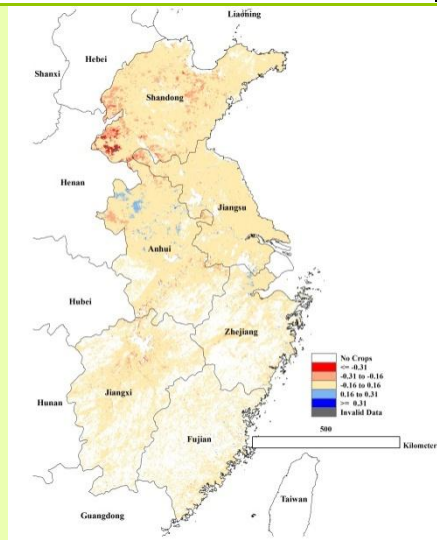 Liaoning
Hebei
Shanxi
Shandong
Henan
Jiangsu
Anhui
Hubei
Zhejiang
No Crops
<= -0.31
-0.31 to -0.16
-0.16 to 0.16
0.16 to 0.31
>= 0.31
Invalid Data
Hunan
Jiangxi
500
Fujian
Kilometer
Taiwan
Guangdong